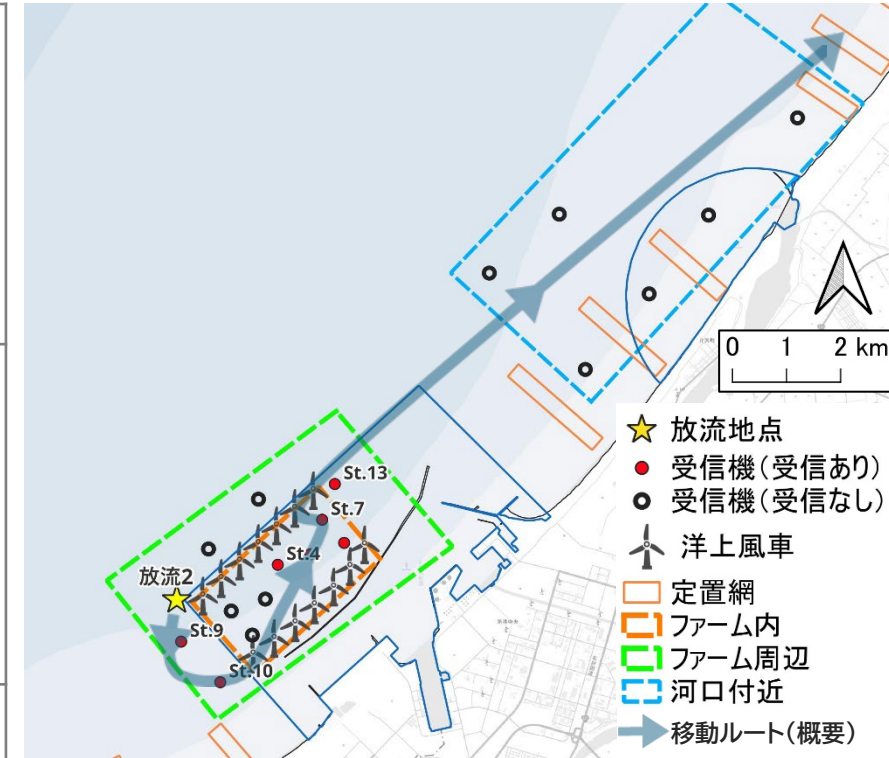 0 1 2 km
放流地点
受信機(受信あり)
受信機(受信なし)
洋上風車
定置網
ファーム内
ファーム周辺
河口付近
移動ルート(概要)
St.13
St.7
St.4
放流2
St.9
St.10